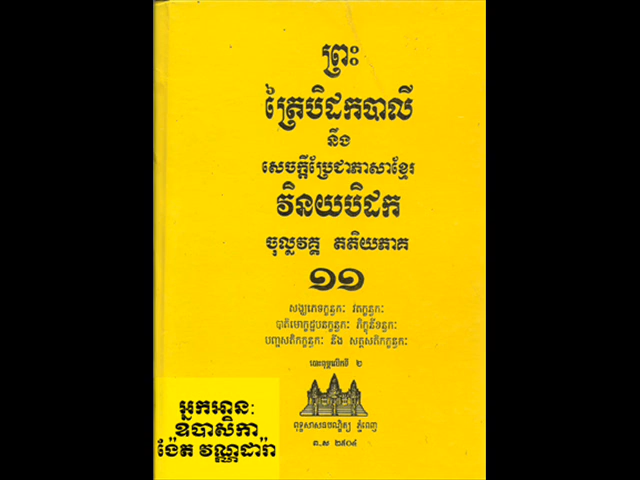 ព្រះ
ត្រៃបិដកបាលី
នឹង
សេចក្ដីប្រែជាភាសាខ្មែរ
វិនយបិដក
ចុល្លវគ្គ តតិយភាគ
១១
សង្ឃភេទក្ខន្ធកៈ វត្តក្ខន្ធកៈ
បាតិមោក្ខដ្ឋបនក្ខន្ធកៈ ភិក្ខុនីខន្ធកៈ
បញ្ចសតិកក្ខន្ធកៈ នឹង សត្តសតិកក្ខន្ធកៈ
បោះពុម្ពលើកទី ២
ពុទ្ធសាសនបណ្ឌិត្យ ភ្នំពេញ
ព.ស ២៥០៤
អ្នកអានៈ
ឧបាសិកា
ង៉ែត វណ្ណដារ៉ា